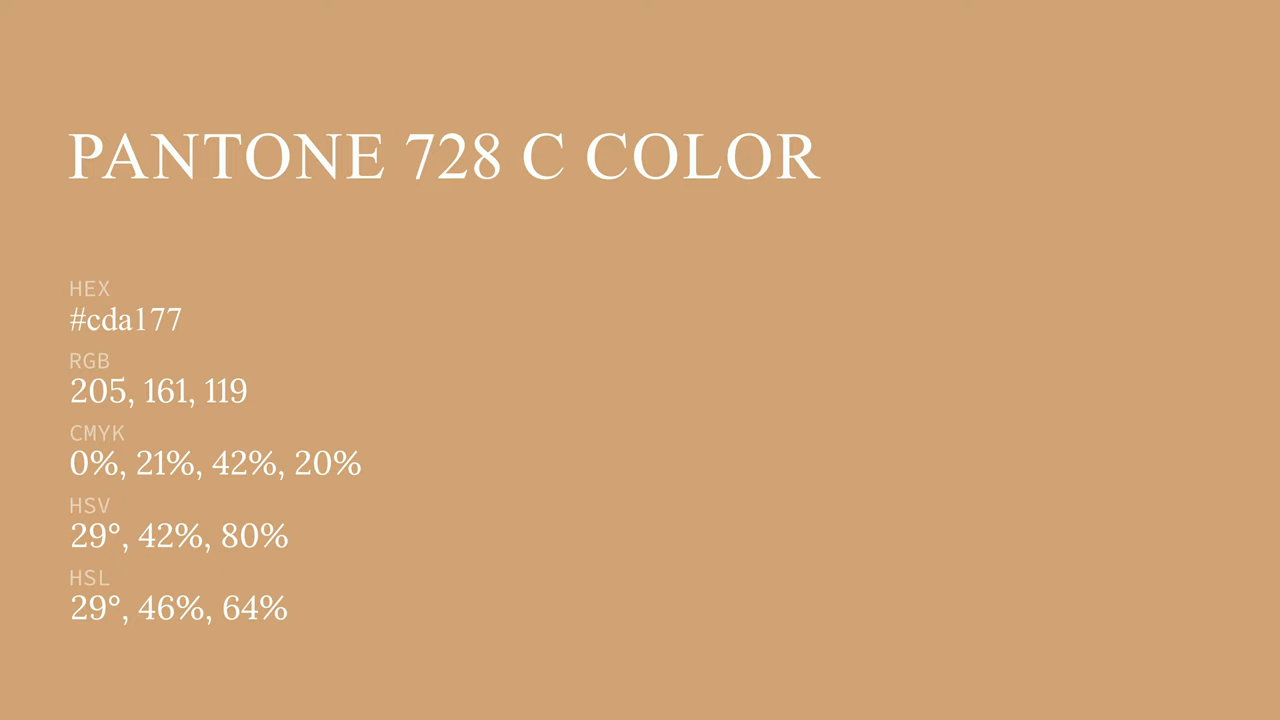 PANTONE 728 C COLOR
HEX
#cda177
RGB
205, 161, 119
CMYK
0%, 21%, 42%, 20%
HSV
29°, 42%, 80%
HSL
29°, 46%, 64%